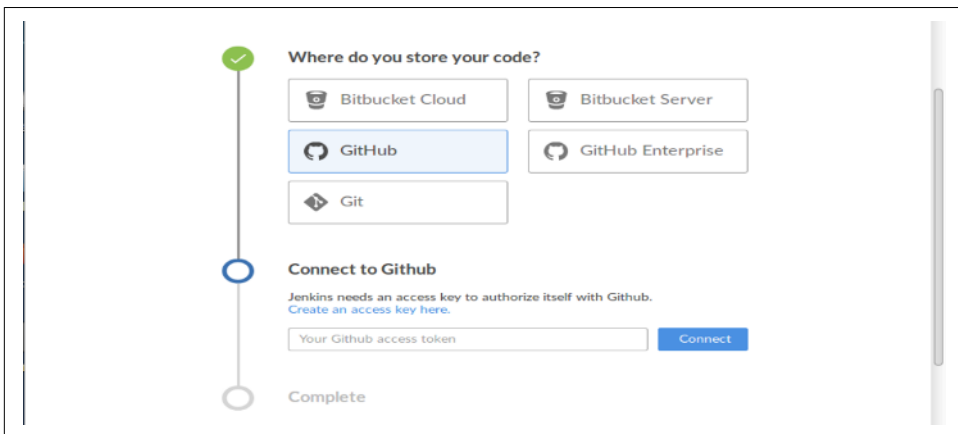 Where do you store your code?
Bitbucket Cloud
Bitbucket Server
GitHub
GitHub Enterprise
Git
Connect to Github
Jenkins needs an access key to authorize itself with Github.
Create an access key here.
Your Github access token
Connect
Complete